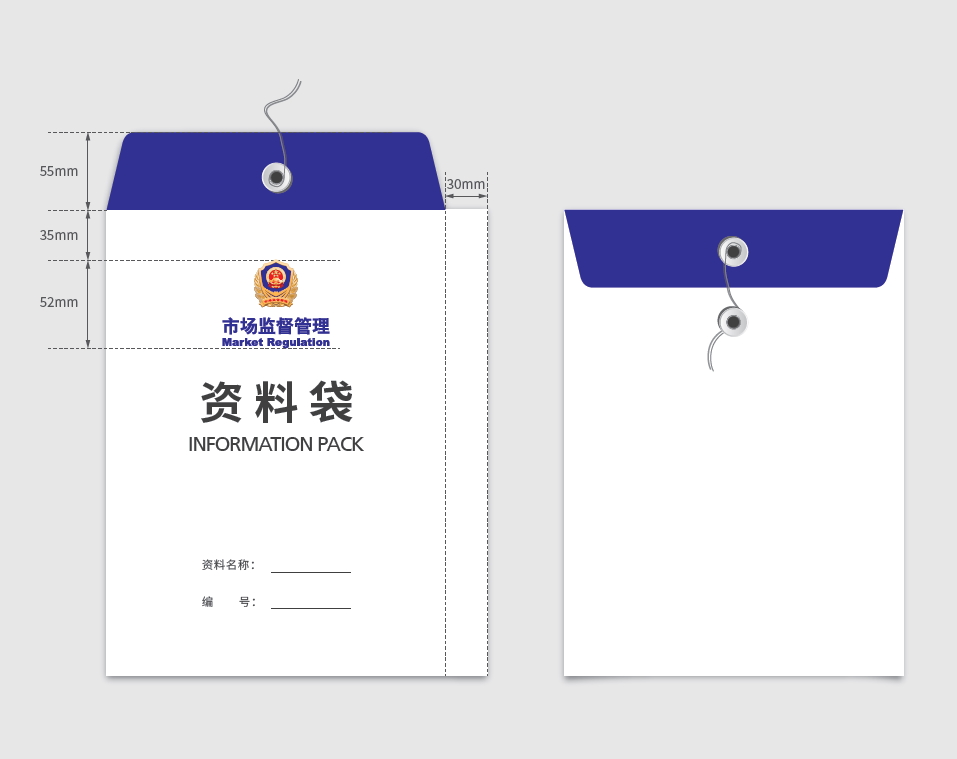 30mm
55mm
35mm
52mm
市场监督管理
Market Regulation
资料袋
INFORMATION PACK
资料名称：
编 号：